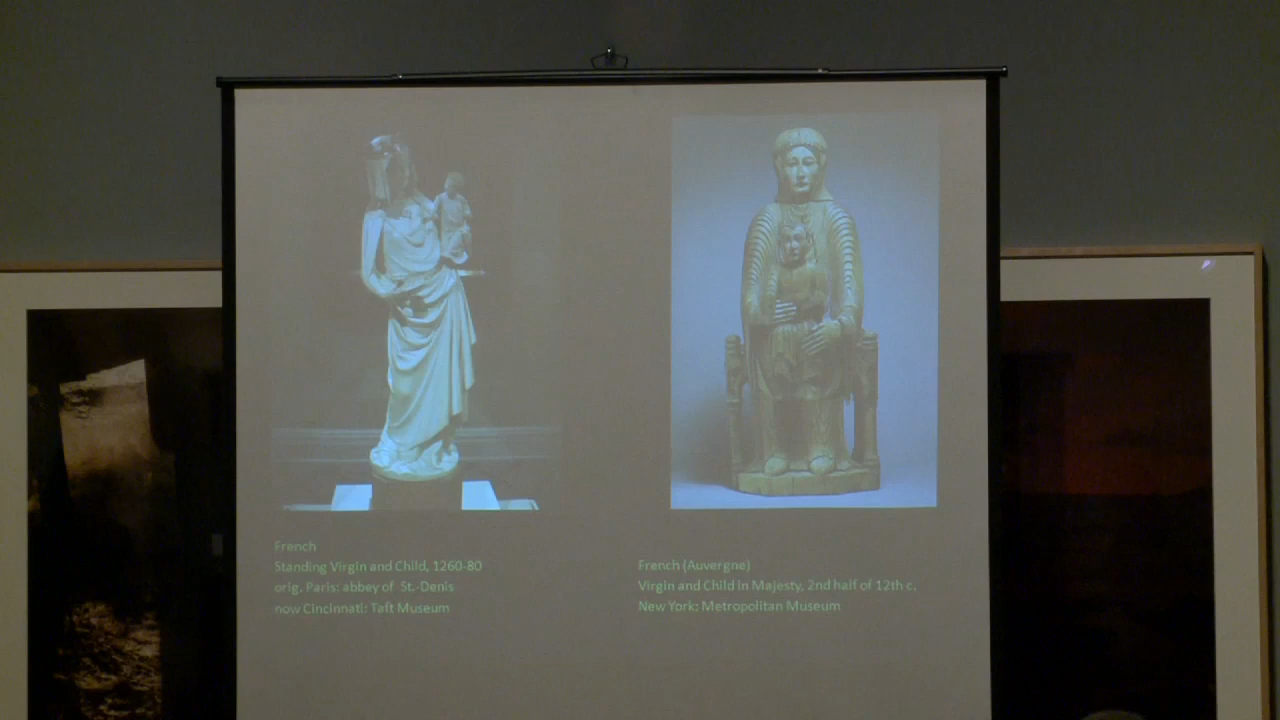 French
Standing Virgin and Child, 1260-80
orig. Paris: abbey of St.-Denis
now Cincinnati: Taft Museum
French (Auvergne)
Virgin and Child in Majesty, 2nd half of 12th c.
New York: Metropolitan Museum